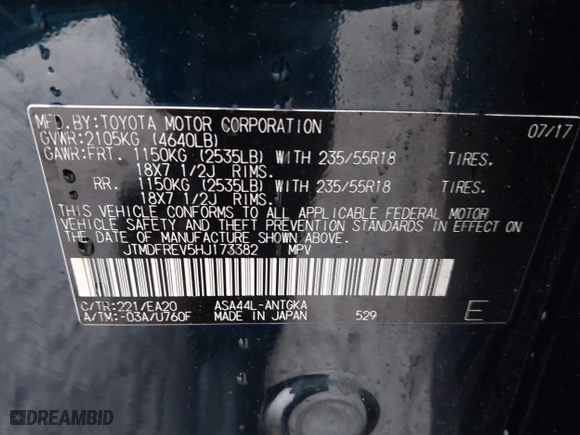 MFD.BY:TOYOTA MOTOR CORPORATION 07/17
GVWR:2105KG (4640LB)
GAWR:FRT. 1150KG (2535LB) WITH 235/55R18 TIRES.
18X7 1/2J RIMS.
RR. 1150KG (2535LB) WITH 235/55R18 TIRES.
18X7 1/2J RIMS.
THIS VEHICLE CONFORMS TO ALL APPLICABLE FEDERAL MOTOR
VEHICLE SAFETY AND THEFT PREVENTION STANDARDS IN EFFECT ON
THE DATE OF MANUFACTURE SHOWN ABOVE.
JTMDFREV5HJ173382 MPV
C/TR:221/EA20 ASA44L-ANTGKA
A/TM:-03A/U760F MADE IN JAPAN 529 E
DREAMBID